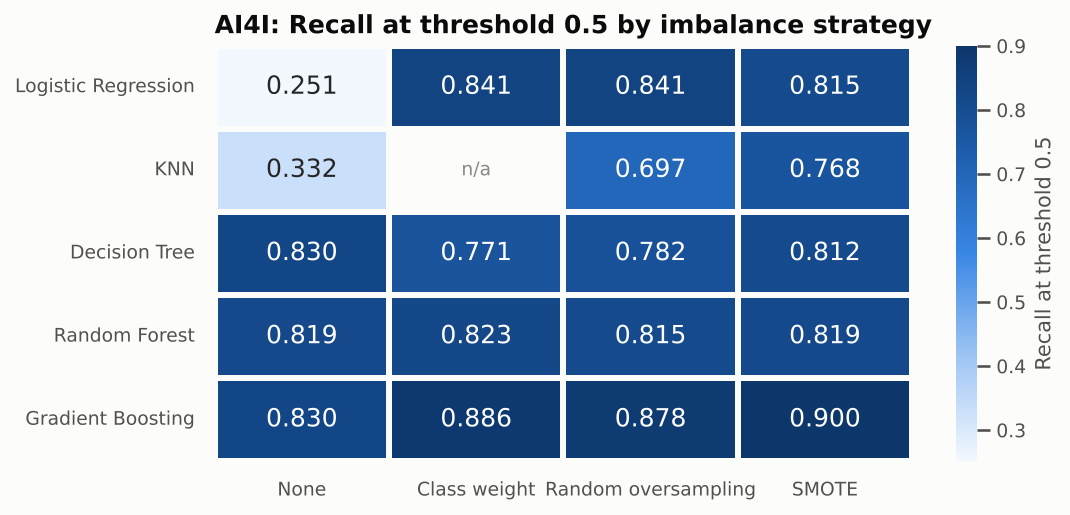 AI4I: Recall at threshold 0.5 by imbalance strategy
Logistic Regression 0.251 0.841 0.841 0.815
KNN 0.332 n/a 0.697 0.768
Decision Tree 0.830 0.771 0.782 0.812
Random Forest 0.819 0.823 0.815 0.819
Gradient Boosting 0.830 0.886 0.878 0.900
None Class weight Random oversampling SMOTE
0.9
0.8
0.7
0.6
0.5
0.4
0.3
Recall at threshold 0.5